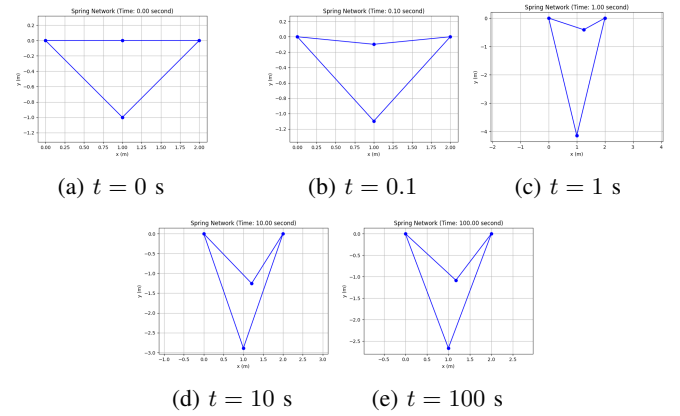 Spring Network (Time: 0.00 second)
0.2
0.0
−0.2
−0.4
−0.6
−0.8
−1.0
−1.2
y (m)
0.00 0.25 0.50 0.75 1.00 1.25 1.50 1.75 2.00
x (m)
(a) t = 0 s
Spring Network (Time: 0.10 second)
0.2
0.0
−0.2
−0.4
−0.6
−0.8
−1.0
−1.2
y (m)
0.00 0.25 0.50 0.75 1.00 1.25 1.50 1.75 2.00
x (m)
(b) t = 0.1
Spring Network (Time: 1.00 second)
0
−1
−2
−3
−4
y (m)
−2 −1 0 1 2 3 4
x (m)
(c) t = 1 s
Spring Network (Time: 10.00 second)
0.0
−0.5
−1.0
−1.5
−2.0
−2.5
−3.0
y (m)
−1.0 −0.5 0.0 0.5 1.0 1.5 2.0 2.5 3.0
x (m)
(d) t = 10 s
Spring Network (Time: 100.00 second)
0.0
−0.5
−1.0
−1.5
−2.0
−2.5
y (m)
−0.5 0.0 0.5 1.0 1.5 2.0 2.5
x (m)
(e) t = 100 s